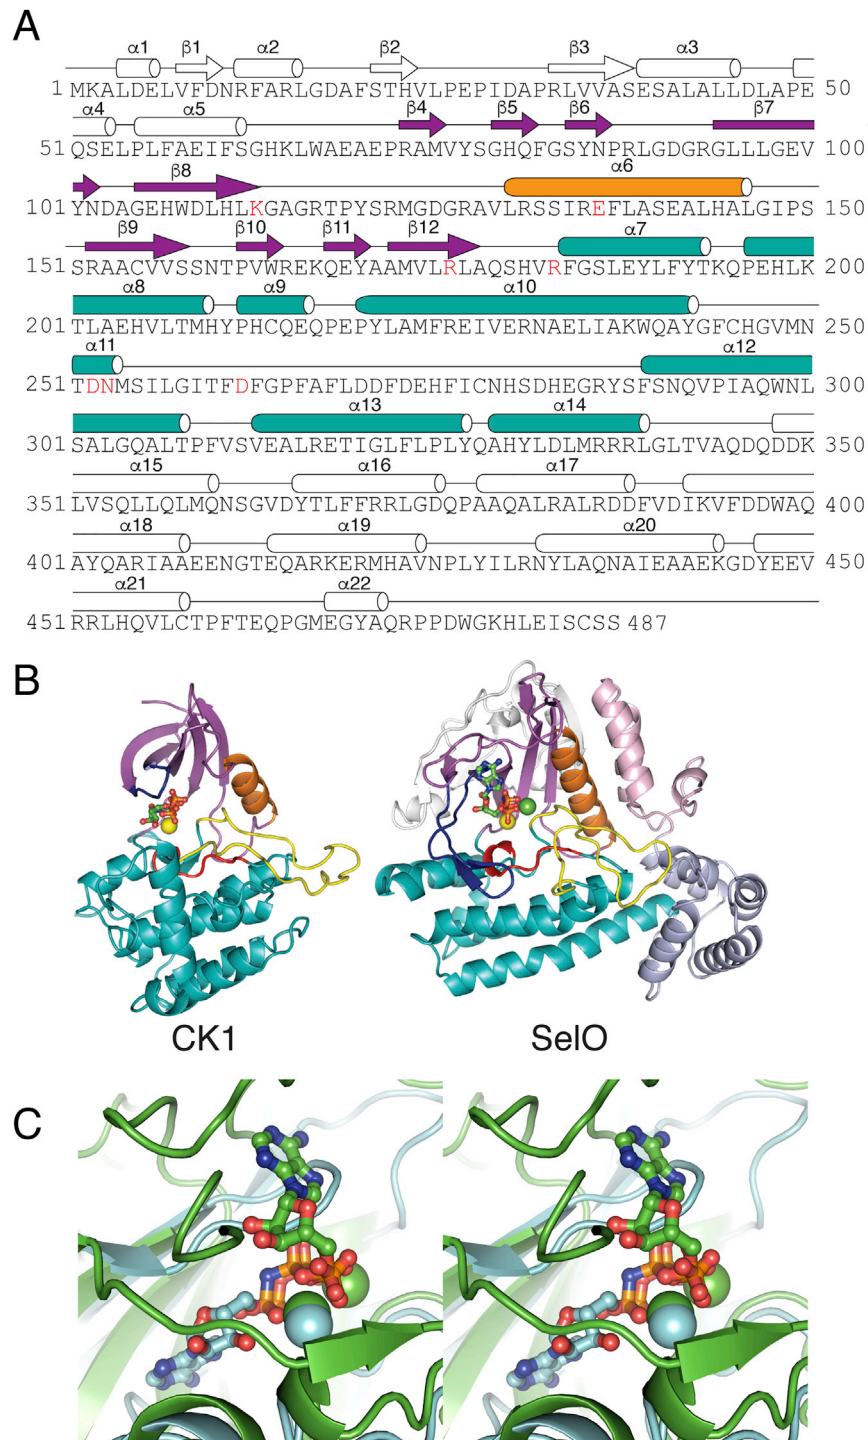 A
α1 β1 α2 β2 β3 α3
1 MKALDELVFDNRFARLGDAFSTHVLPEPIDAPRLVVASESALALLDLAPE 50
α4 α5 β4 β5 β6 β7
51 QSELPLFAEIFSGHKLWAEAEPRAMVYSGHQFGSYNPRLGDGRGLLLGEV 100
β8 α6
101 YNDAGEHWDLHLKGAGRTPYSRMGDGRAVLRSSIREFLASEALHALGIPS 150
β9 β10 β11 β12 α7
151 SRAACVVSSNTPVWREKQEYAAMVLRLAQSHVRFGSLEYLFYTKQPEHLK 200
α8 α9 α10
201 TLAEHVLTMHYPHCQEQPEPYLAMFREIVERNAELIAKWQAYGFCHGVMN 250
α11 α12
251 TDNMSILGITFDFGPFAFLDDFDEHFICNHSDHEGRYSFSNQVPIAQWNL 300
α13 α14
301 SALGQALTPFVSVEALRETIGLFLPLYQAHYLDLMRRRLGLTVAQDQDDK 350
α15 α16 α17
351 LVSQLLQLMQNSGVDYTLFFRRLGDQPAAQALRALRDDFVDIKVFDDWAQ 400
α18 α19 α20
401 AYQARIAAEENGTEQARKERMHAVNPLYILRNYLAQNAIEAAEKGDYEEV 450
α21 α22
451 RRLHQVLCTPFTEQPGMEGYAQRPPDWGKHLEISCSS 487
B
CK1 SelO
C